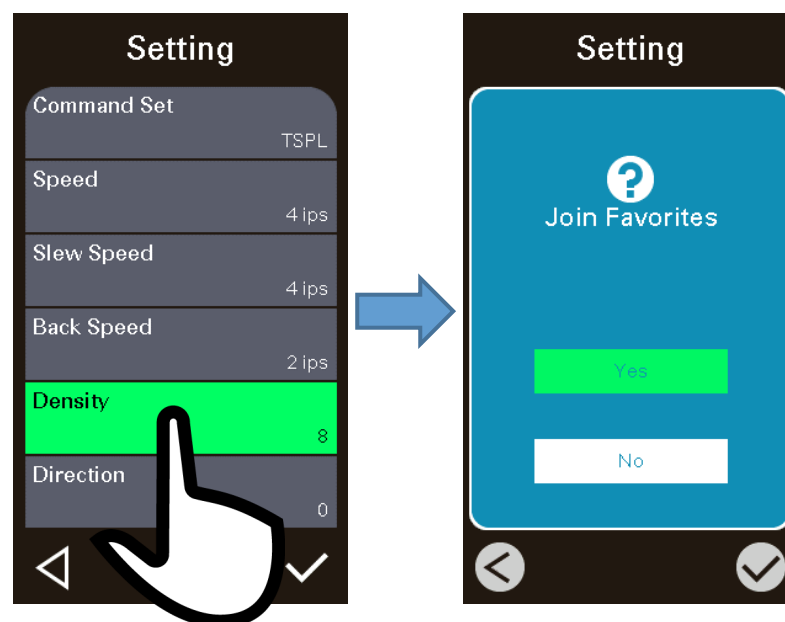 Setting
Command Set
TSPL
Speed
4 ips
Slew Speed
4 ips
Back Speed
2 ips
Density
8
Direction
0
Setting
Join Favorites
Yes
No